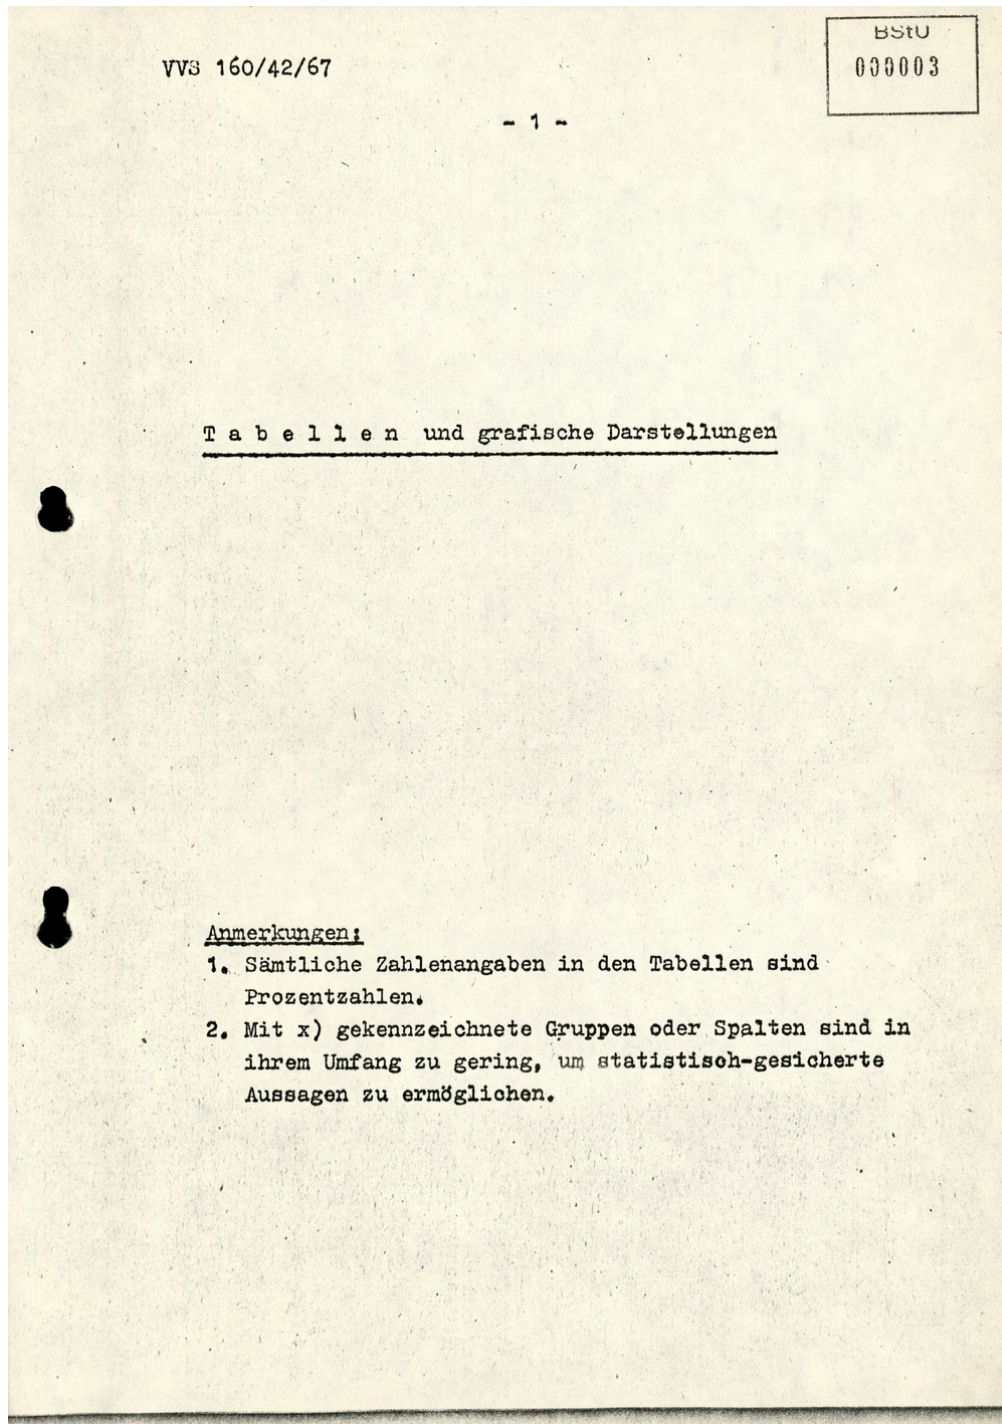 VVS 160/42/67
BStU
000003
- 1 -
T a b e l l e n und grafische Darstellungen
Anmerkungen:
1. Sämtliche Zahlenangaben in den Tabellen sind
Prozentzahlen.
2. Mit x) gekennzeichnete Gruppen oder Spalten sind in
ihrem Umfang zu gering, um statistisch-gesicherte
Aussagen zu ermöglichen.